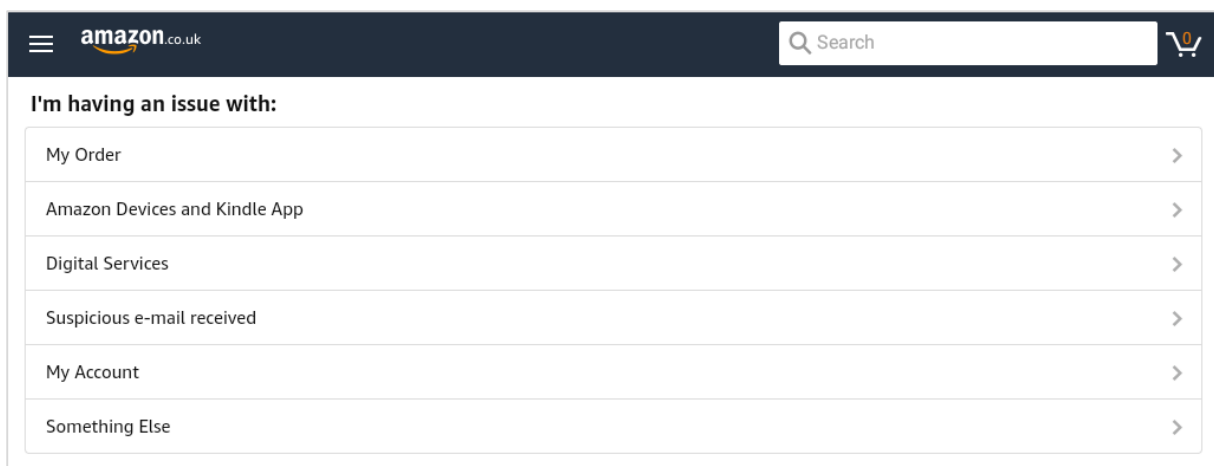 amazon.co.uk
Search
0
I'm having an issue with:
My Order
Amazon Devices and Kindle App
Digital Services
Suspicious e-mail received
My Account
Something Else